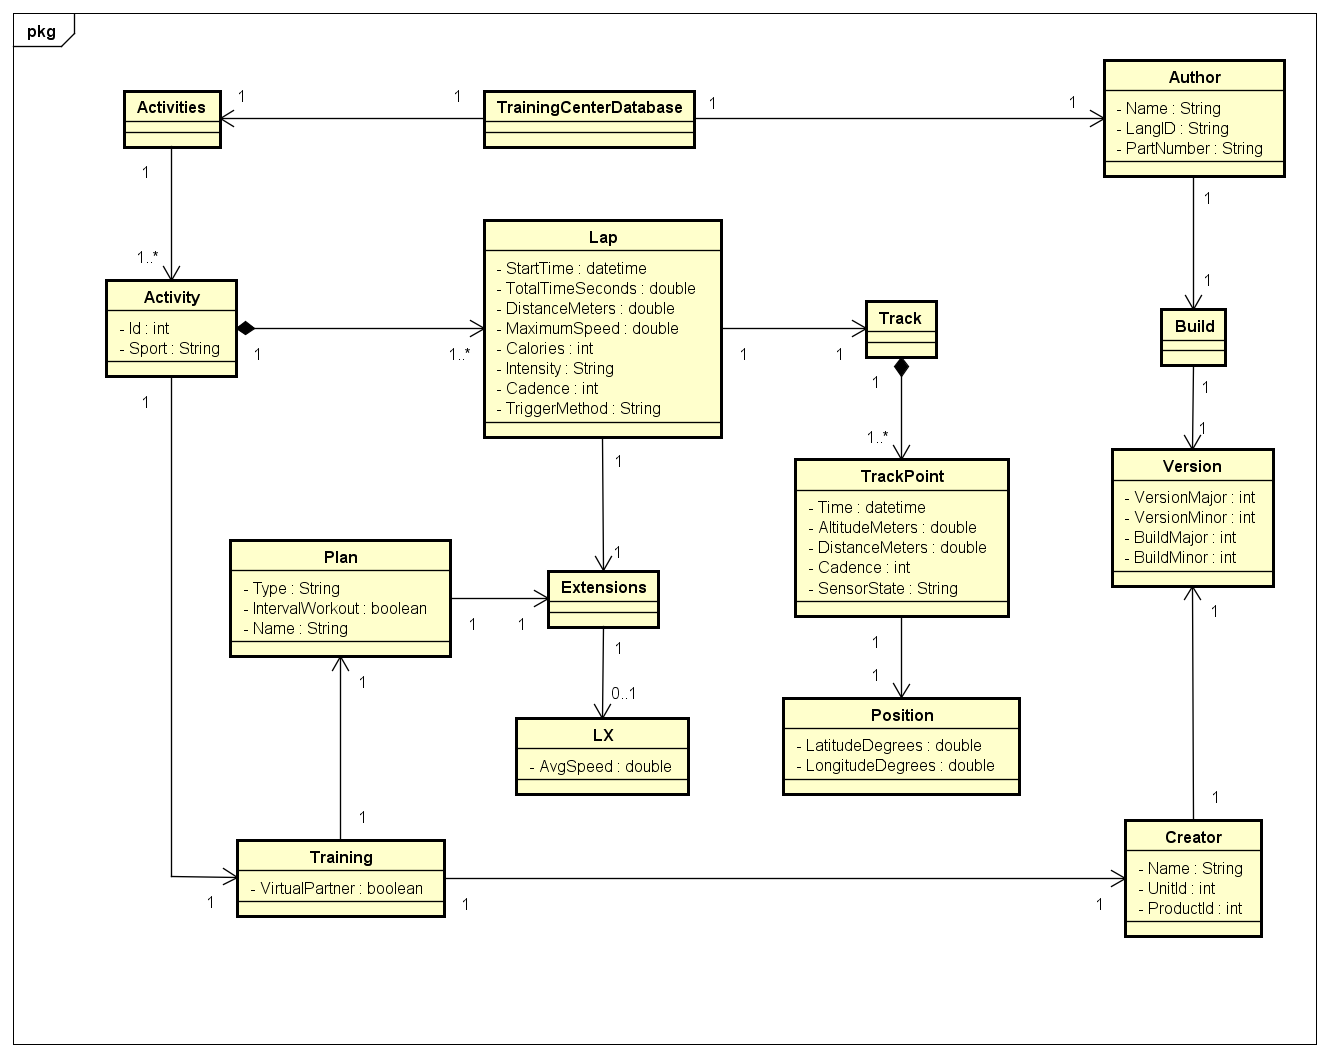 pkg
Activities
1
1
TrainingCenterDatabase
1
1
Author
- Name : String
- LangID : String
- PartNumber : String
1
1..*
Activity
- Id : int
- Sport : String
1
1..*
Lap
- StartTime : datetime
- TotalTimeSeconds : double
- DistanceMeters : double
- MaximumSpeed : double
- Calories : int
- Intensity : String
- Cadence : int
- TriggerMethod : String
1
1
Track
1
1..*
1
1
Build
1
1
Version
- VersionMajor : int
- VersionMinor : int
- BuildMajor : int
- BuildMinor : int
1
TrackPoint
- Time : datetime
- AltitudeMeters : double
- DistanceMeters : double
- Cadence : int
- SensorState : String
1
1
Position
- LatitudeDegrees : double
- LongitudeDegrees : double
1
1
1
Plan
- Type : String
- IntervalWorkout : boolean
- Name : String
1
1
Extensions
1
0..1
LX
- AvgSpeed : double
1
1
Training
- VirtualPartner : boolean
1
1
1
1
Creator
- Name : String
- UnitId : int
- ProductId : int